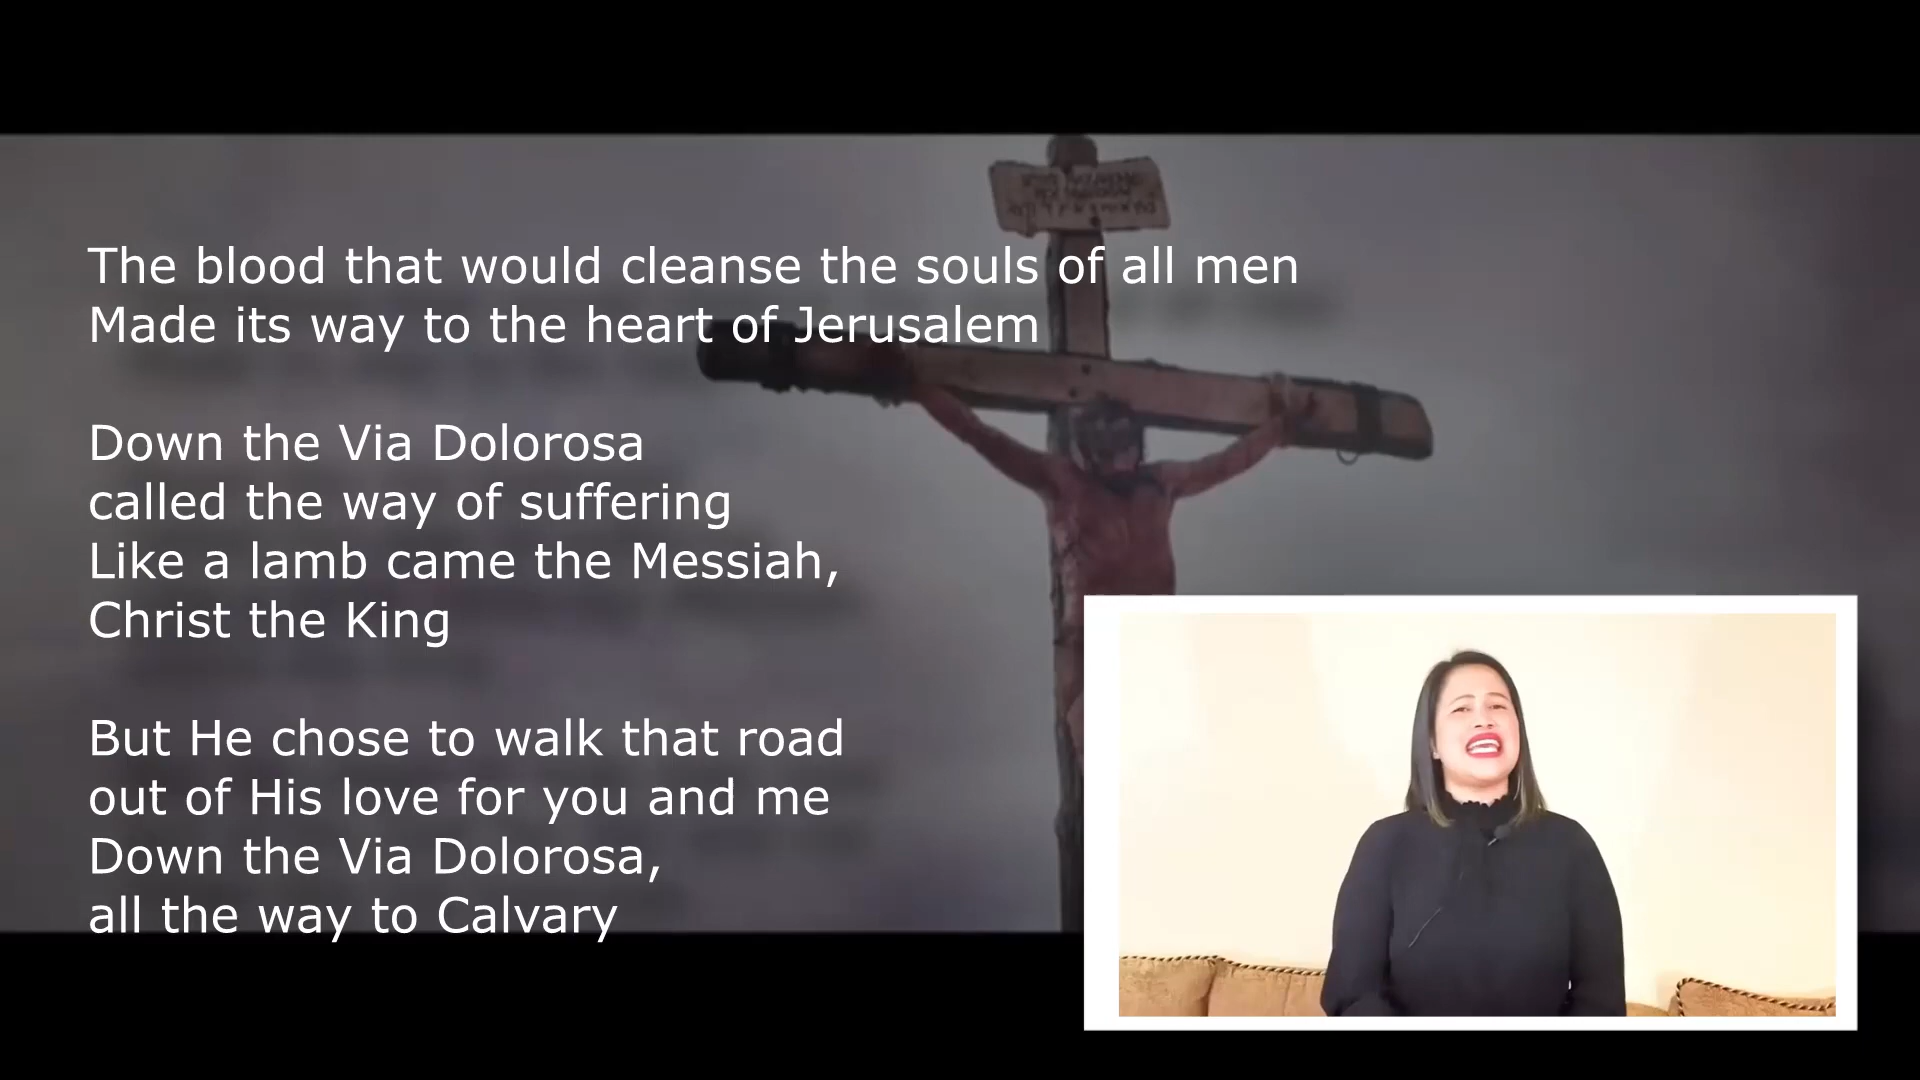 The blood that would cleanse the souls of all men
Made its way to the heart of Jerusalem
Down the Via Dolorosa
called the way of suffering
Like a lamb came the Messiah,
Christ the King
But He chose to walk that road
out of His love for you and me
Down the Via Dolorosa,
all the way to Calvary